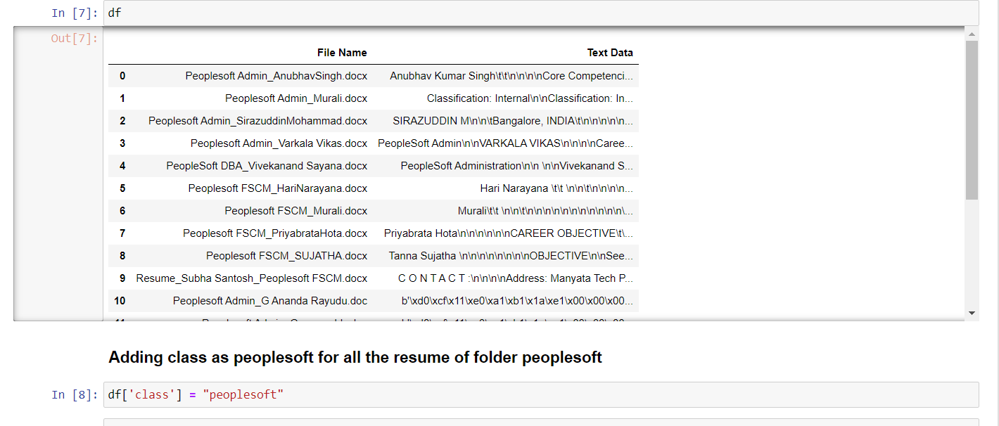 In [7]: df
Out[7]:
File Name Text Data
0 Peoplesoft Admin_AnubhavSingh.docx Anubhav Kumar Singh\t\t\n\n\n\nCore Competenci...
1 Peoplesoft Admin_Murali.docx Classification: Internal\n\nClassification: In...
2 Peoplesoft Admin_SirazuddinMohammad.docx SIRAZUDDIN M\n\n\tBangalore, INDIA\t\n\n\n\n\n...
3 Peoplesoft Admin_Varkala Vikas.docx PeopleSoft Admin\n\nVARKALA VIKAS\n\n\n\nCaree...
4 PeopleSoft DBA_Vivekanand Sayana.docx PeopleSoft Administration\n\n \n\nVivekanand S...
5 Peoplesoft FSCM_HariNarayana.docx Hari Narayana \t\t \n\n\t\n\n\n\n\n...
6 Peoplesoft FSCM_Murali.docx Murali\t\t \n\n\t\n\n\n\n\n\n\n\n\n\n\n\...
7 Peoplesoft FSCM_PriyabrataHota.docx Priyabrata Hota\n\n\n\n\n\nCAREER OBJECTIVE\t\...
8 Peoplesoft FSCM_SUJATHA.docx Tanna Sujatha \n\n\n\n\n\n\n\nOBJECTIVE\n\nSee...
9 Resume_Subha Santosh_Peoplesoft FSCM.docx C O N T A C T :\n\n\n\nAddress: Manyata Tech P...
10 Peoplesoft Admin_G Ananda Rayudu.doc b'\xd0\xcf\x11\xe0\xa1\xb1\x1a\xe1\x00\x00\x00...
Adding class as peoplesoft for all the resume of folder peoplesoft
In [8]: df['class'] = "peoplesoft"